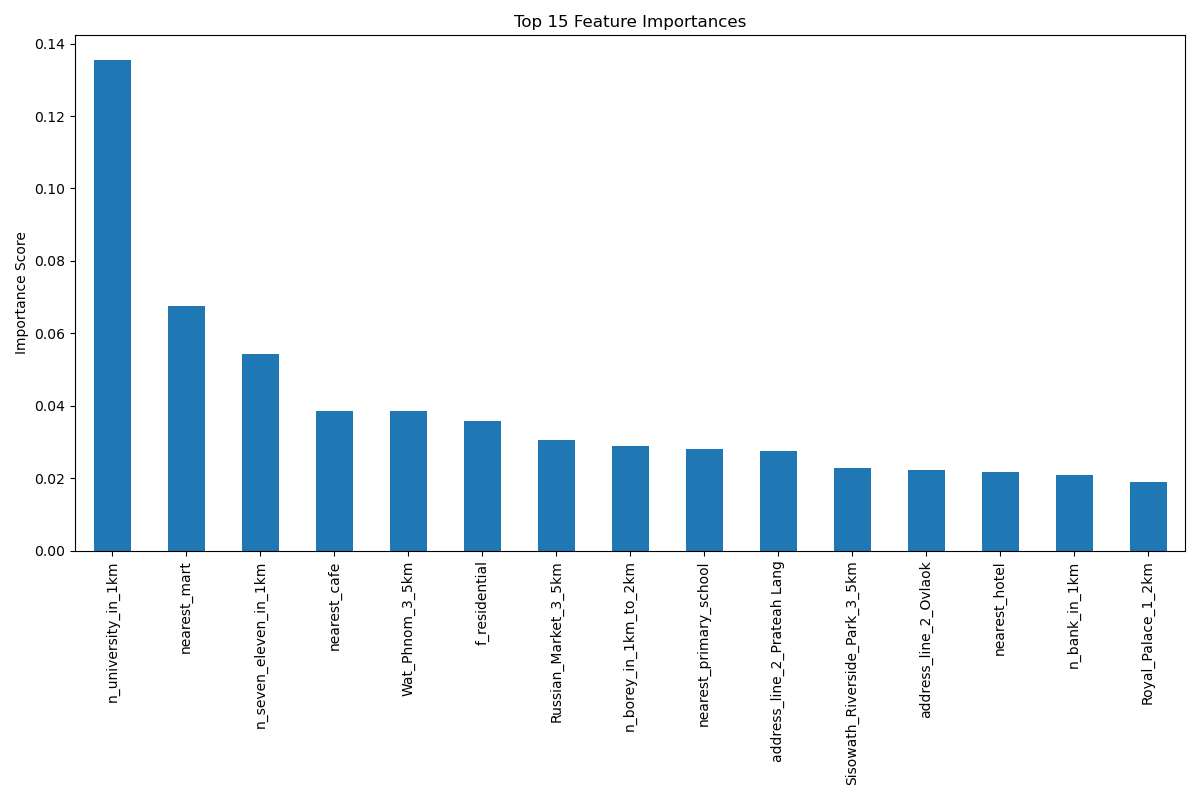 Top 15 Feature Importances
Importance Score
0.14
0.12
0.10
0.08
0.06
0.04
0.02
0.00
n_university_in_1km
nearest_mart
n_seven_eleven_in_1km
nearest_cafe
Wat_Phnom_3_5km
f_residential
Russian_Market_3_5km
n_borey_in_1km_to_2km
nearest_primary_school
address_line_2_Prateah Lang
Sisowath_Riverside_Park_3_5km
address_line_2_Ovlaok
nearest_hotel
n_bank_in_1km
Royal_Palace_1_2km